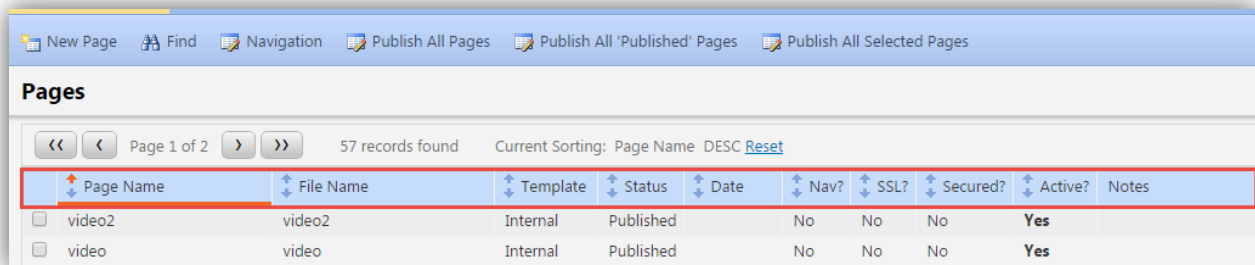 New Page Find Navigation Publish All Pages Publish All 'Published' Pages Publish All Selected Pages
Pages
<< < Page 1 of 2 > >> 57 records found Current Sorting: Page Name DESC Reset
Page Name File Name Template Status Date Nav? SSL? Secured? Active? Notes
video2 video2 Internal Published No No No Yes
video video Internal Published No No No Yes